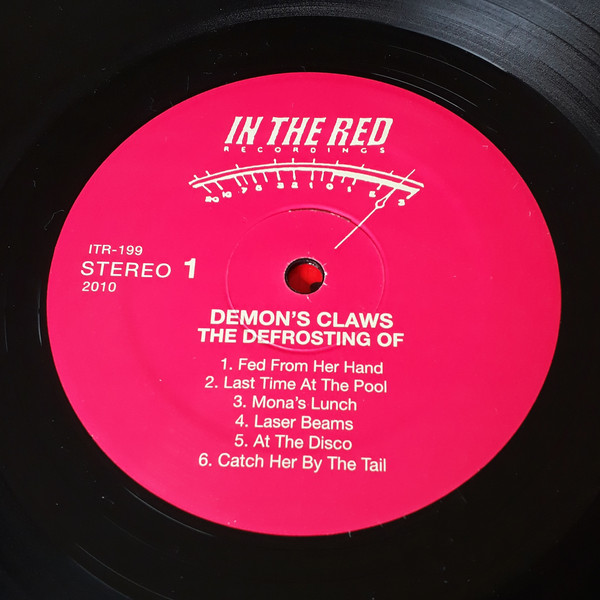 IN THE RED
RECORDINGS
ITR-199
STEREO 1
2010
DEMON'S CLAWS
THE DEFROSTING OF
1. Fed From Her Hand
2. Last Time At The Pool
3. Mona's Lunch
4. Laser Beams
5. At The Disco
6. Catch Her By The Tail